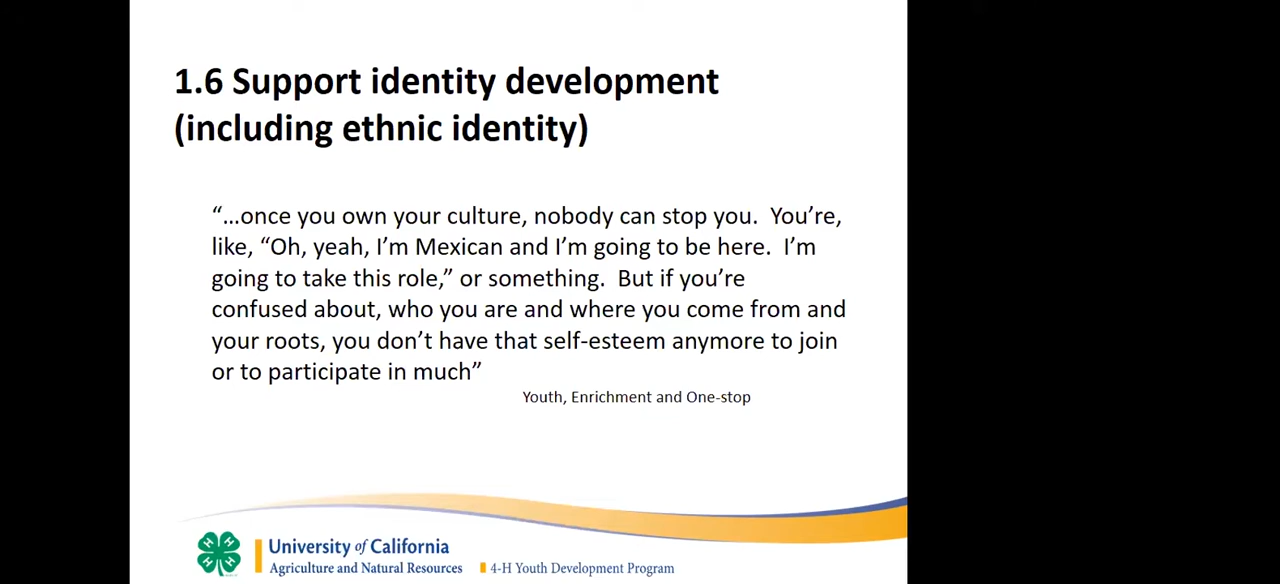 1.6 Support identity development
(including ethnic identity)
“...once you own your culture, nobody can stop you.  You’re,
like, “Oh, yeah, I’m Mexican and I’m going to be here.  I’m
going to take this role,” or something.  But if you’re
confused about, who you are and where you come from and
your roots, you don’t have that self-esteem anymore to join
or to participate in much”
Youth, Enrichment and One-stop
H H
H H
University of California
Agriculture and Natural Resources
4-H Youth Development Program